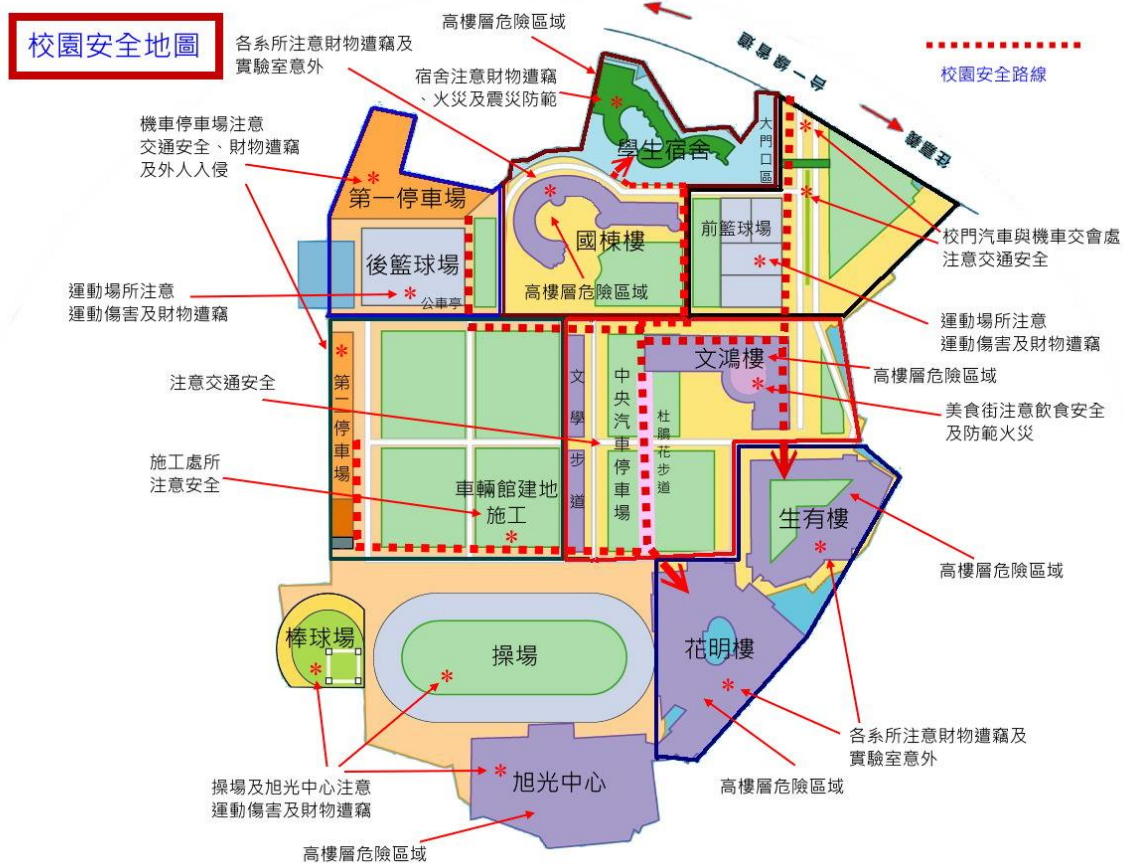 校園安全地圖
各系所注意財物遭竊及
實驗室意外
高樓層危險區域
台一線省道
往嘉義
校園安全路線
宿舍注意財物遭竊
、火災及震災防範
機車停車場注意
交通安全、財物遭竊
及外人入侵
學生宿舍
大門口區
第一停車場
國棟樓
前籃球場
校門汽車與機車交會處
注意交通安全
後籃球場
公車亭
高樓層危險區域
運動場所注意
運動傷害及財物遭竊
運動場所注意
運動傷害及財物遭竊
文鴻樓
高樓層危險區域
注意交通安全
第一停車場
文學步道
中央汽車停車場
杜鵑花步道
美食街注意飲食安全
及防範火災
施工處所
注意安全
車輛館建地
施工
生有樓
高樓層危險區域
棒球場
操場
花明樓
各系所注意財物遭竊及
實驗室意外
高樓層危險區域
操場及旭光中心注意
運動傷害及財物遭竊
旭光中心
高樓層危險區域